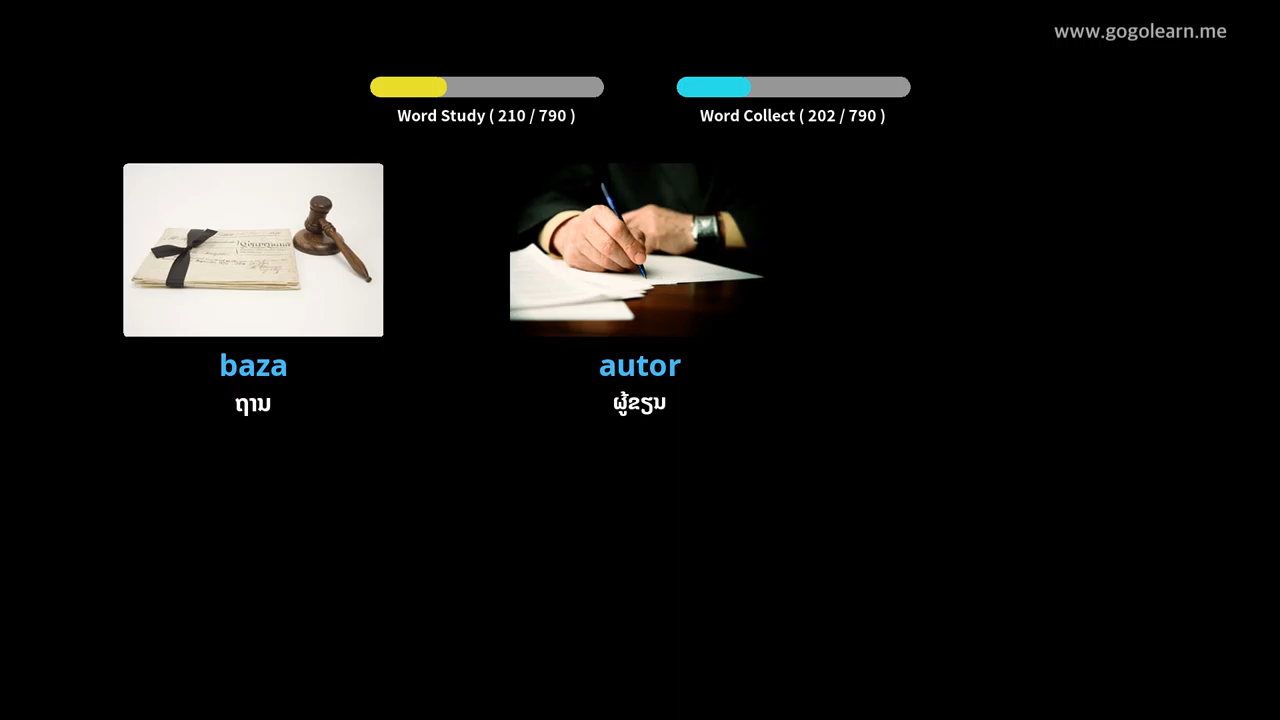 www.gogolearn.me
Word Study ( 210 / 790 )
Word Collect ( 202 / 790 )
baza
ຖານ
autor
ຜູ້ຂຽນ